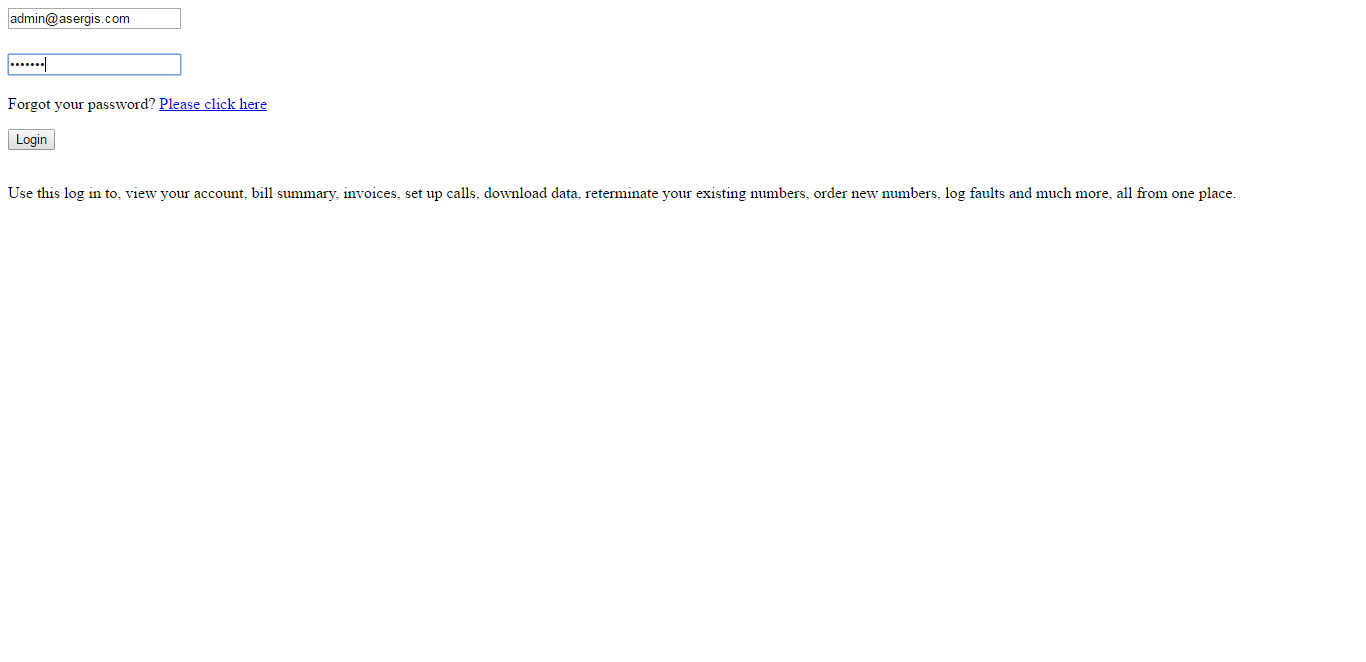 admin@asergis.com
•••••••
Forgot your password? Please click here
Login
Use this log in to, view your account, bill summary, invoices, set up calls, download data, reterminate your existing numbers, order new numbers, log faults and much more, all from one place.